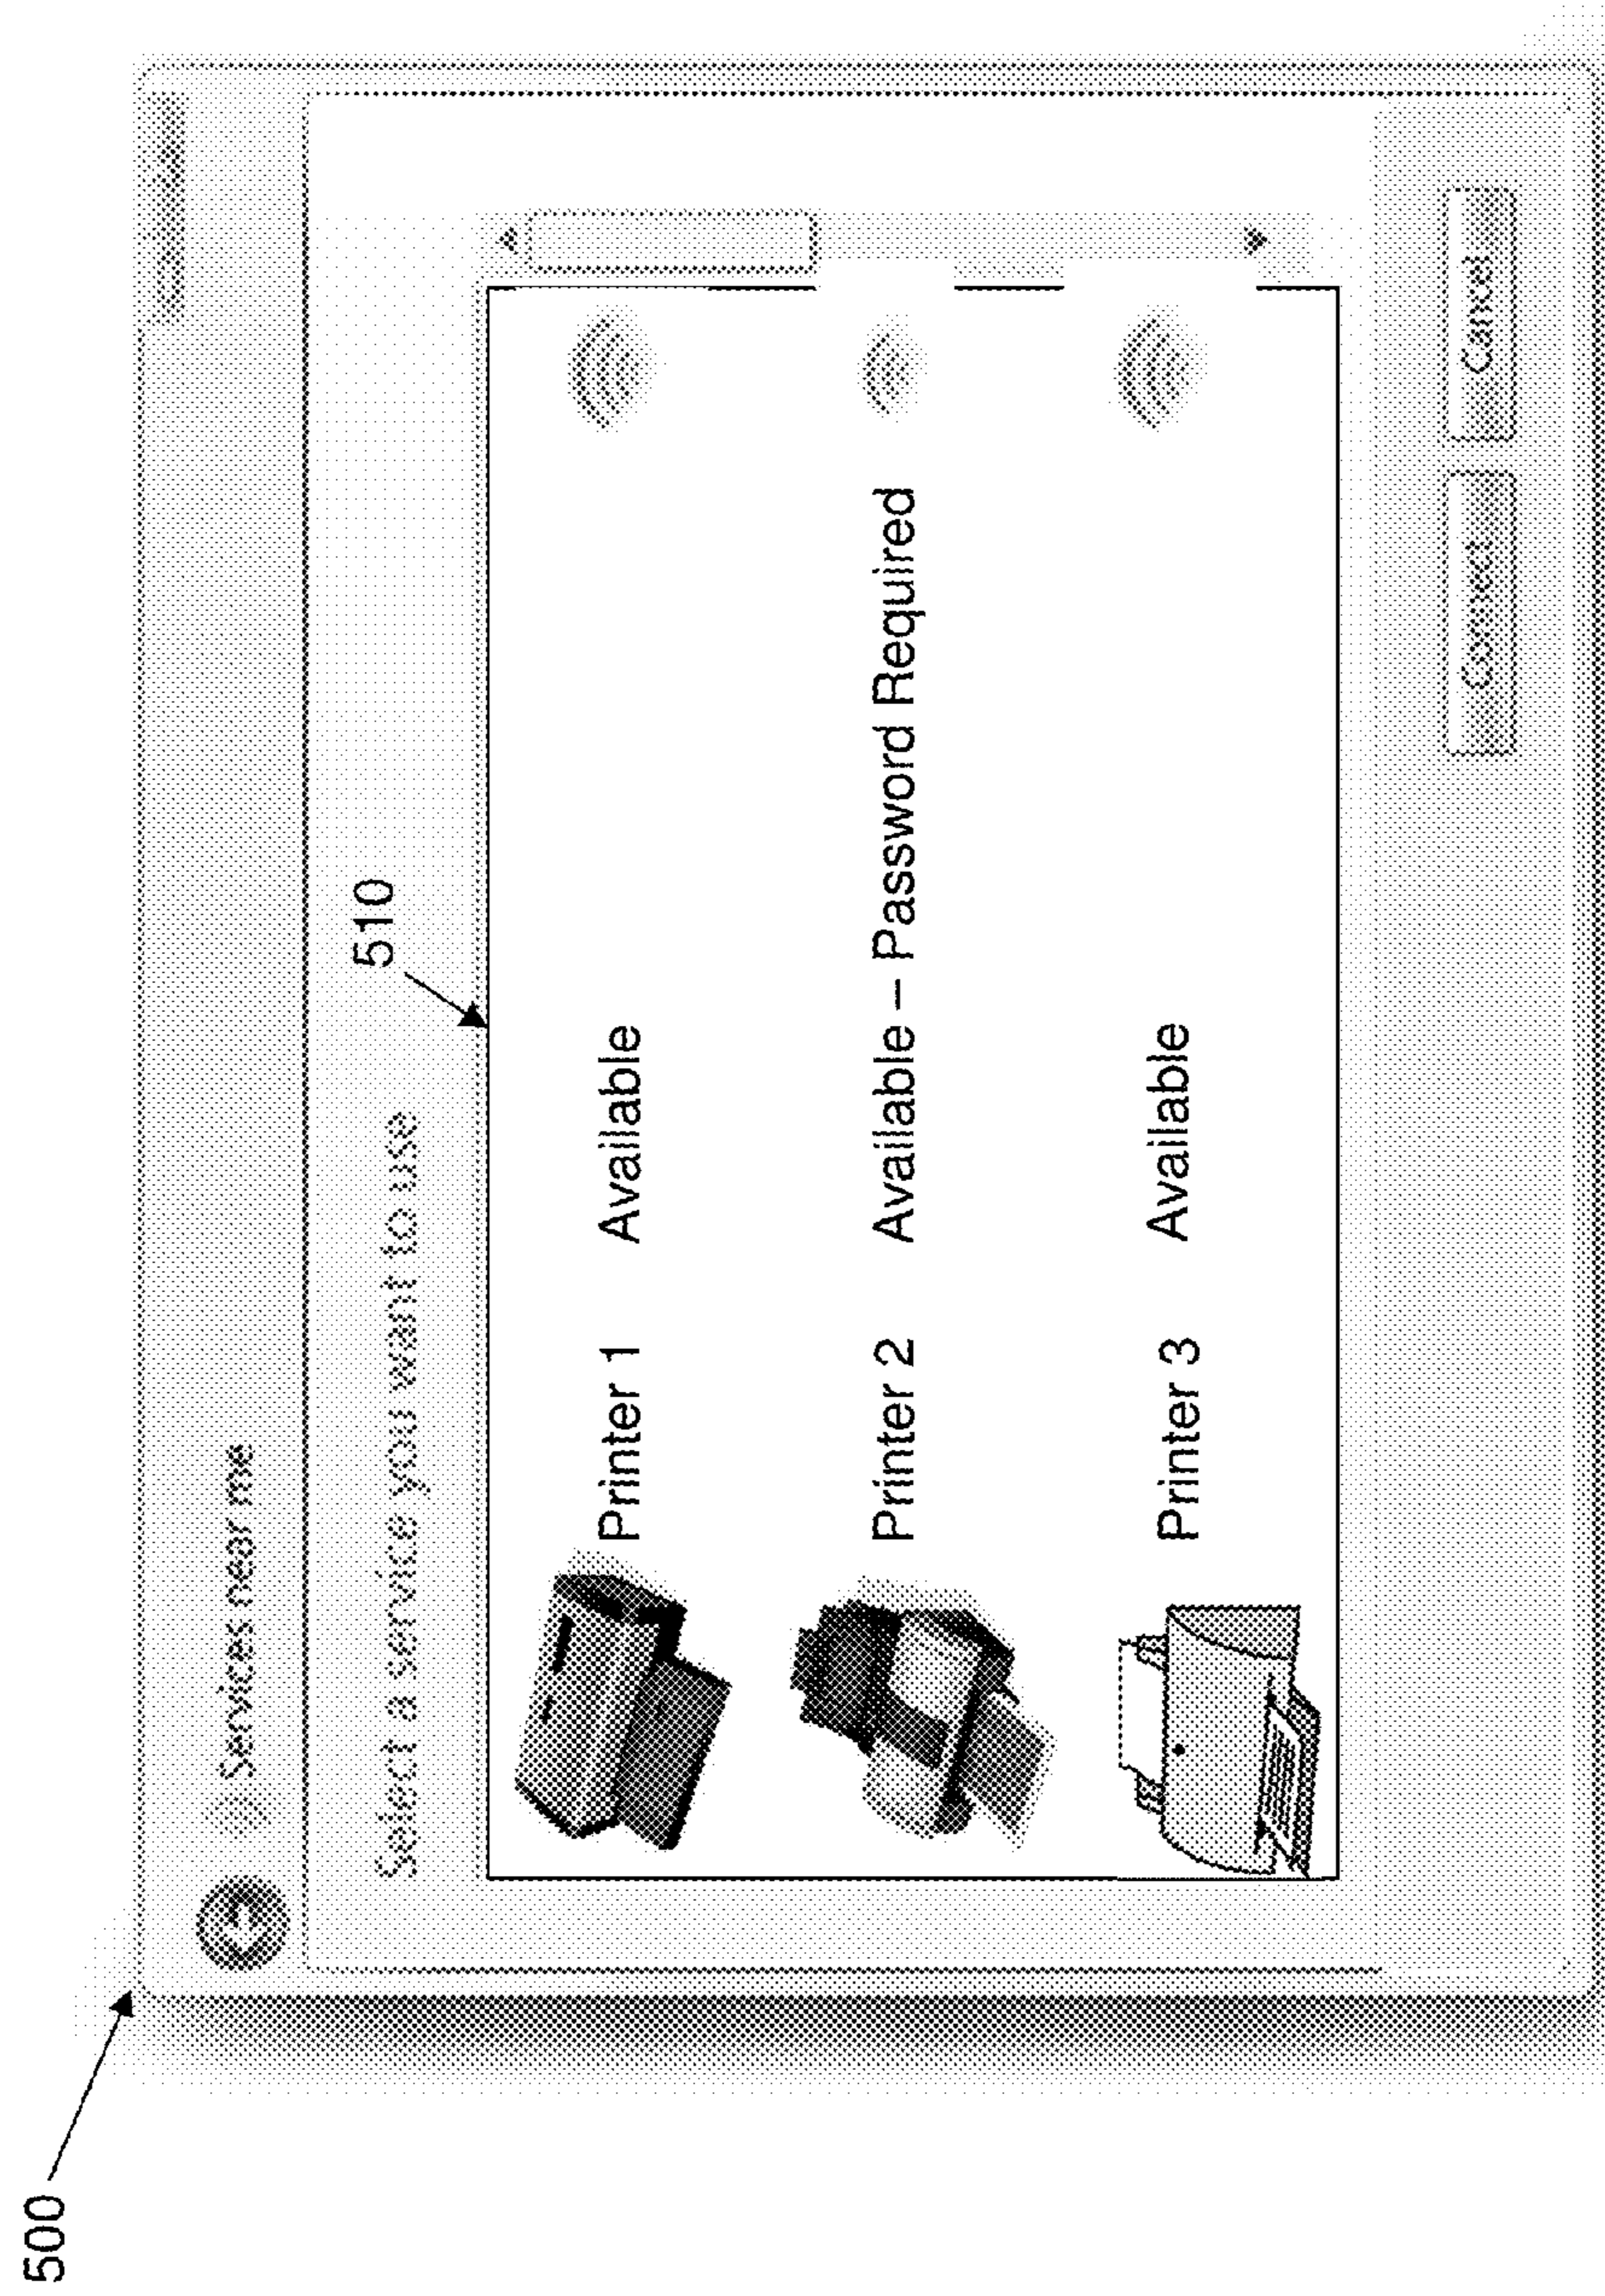 500
Services near me
Select a service you want to use
510
Printer 1 Available
Printer 2 Available – Password Required
Printer 3 Available
Connect Cancel